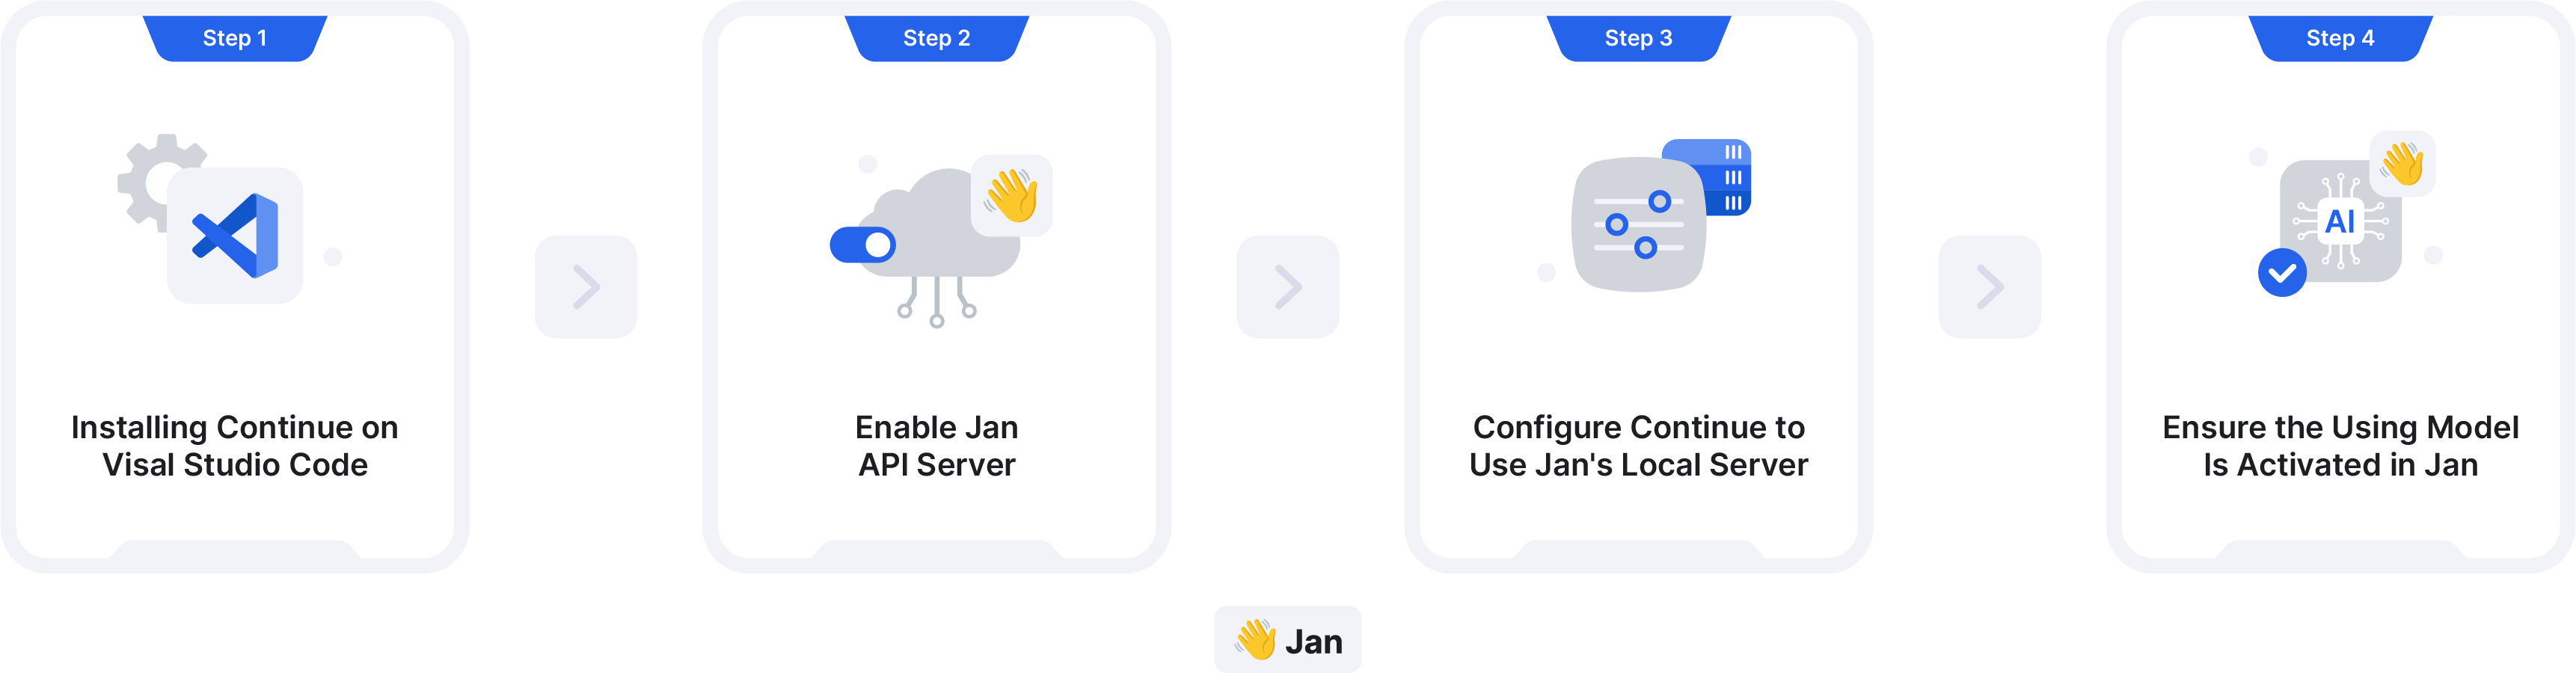 Step 1
Installing Continue on
Visal Studio Code
Step 2
Enable Jan
API Server
Step 3
Configure Continue to
Use Jan's Local Server
Step 4
AI
Ensure the Using Model
Is Activated in Jan
Jan